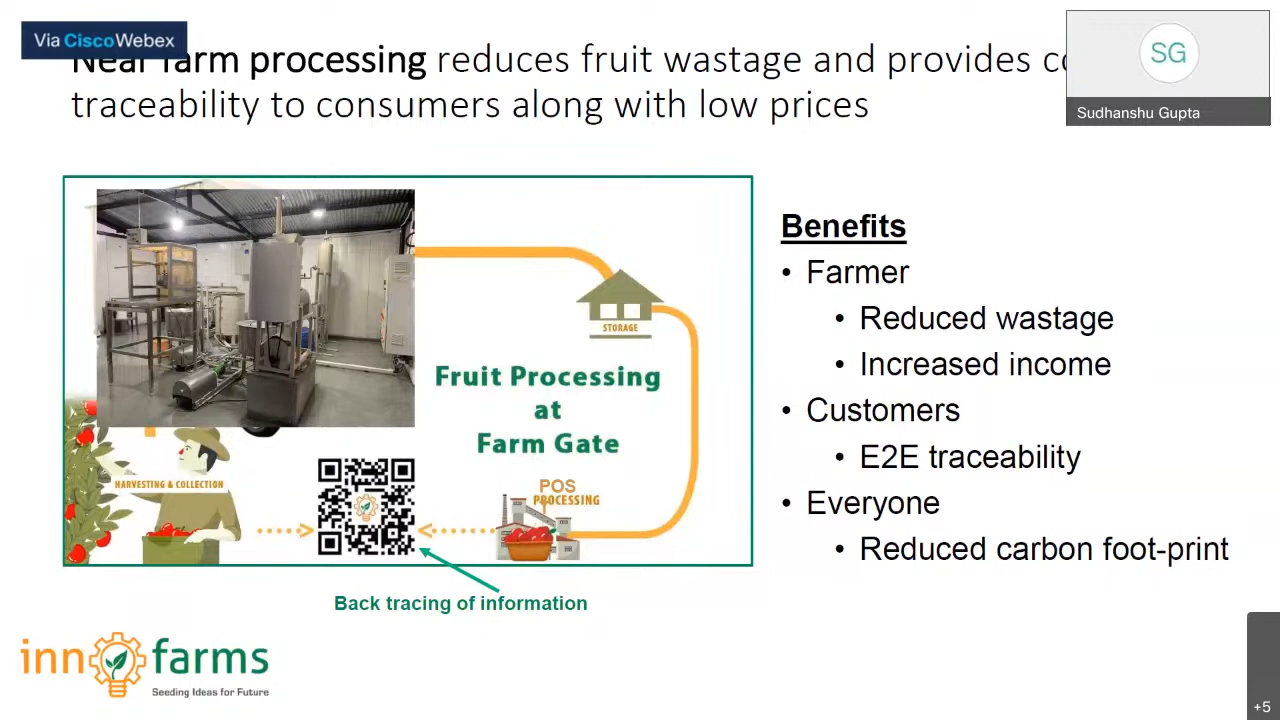 Via Cisco Webex
Near farm processing reduces fruit wastage and provides
traceability to consumers along with low prices
SG
Sudhanshu Gupta
STORAGE
Fruit Processing
at
Farm Gate
HARVESTING & COLLECTION
POS
PROCESSING
Back tracing of information
Benefits
• Farmer
• Reduced wastage
• Increased income
• Customers
• E2E traceability
• Everyone
• Reduced carbon foot-print
inn farms
Seeding Ideas for Future
+5